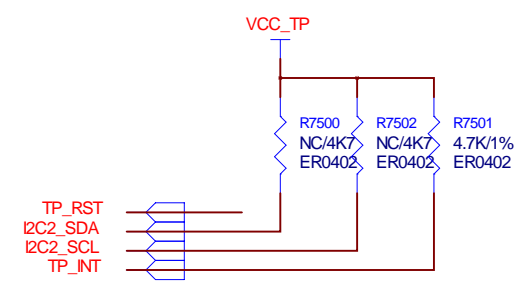 VCC_TP
R7500
NC/4K7
ER0402
R7502
NC/4K7
ER0402
R7501
4.7K/1%
ER0402
TP_RST
I2C2_SDA
I2C2_SCL
TP_INT